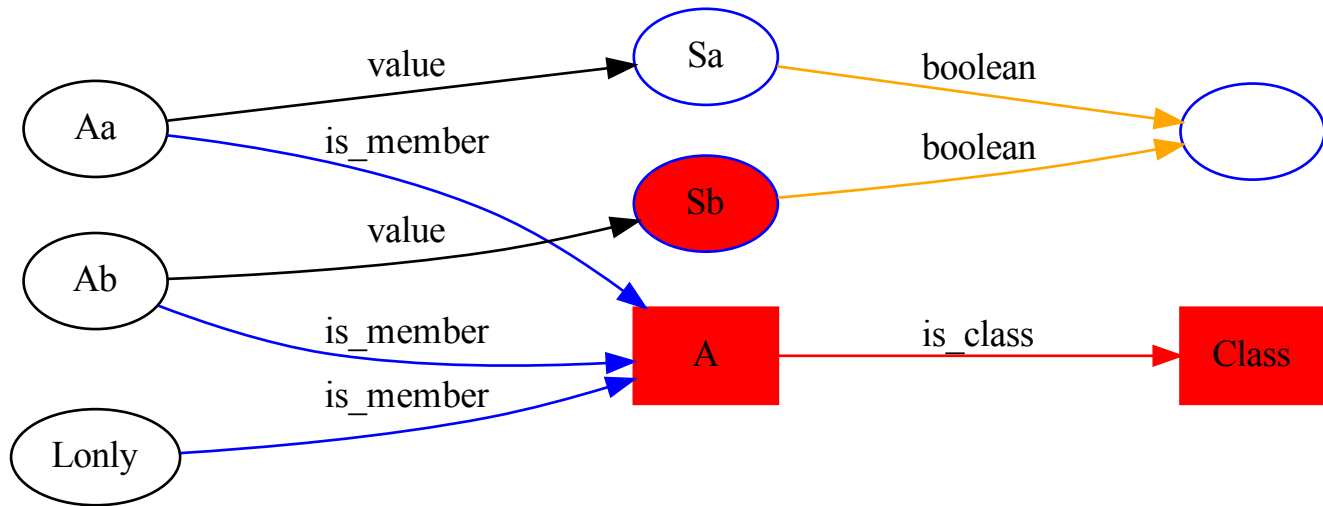 Aa
value
is_member
Sa
boolean
Ab
value
is_member
Sb
boolean
Lonly
is_member
A
is_class
Class